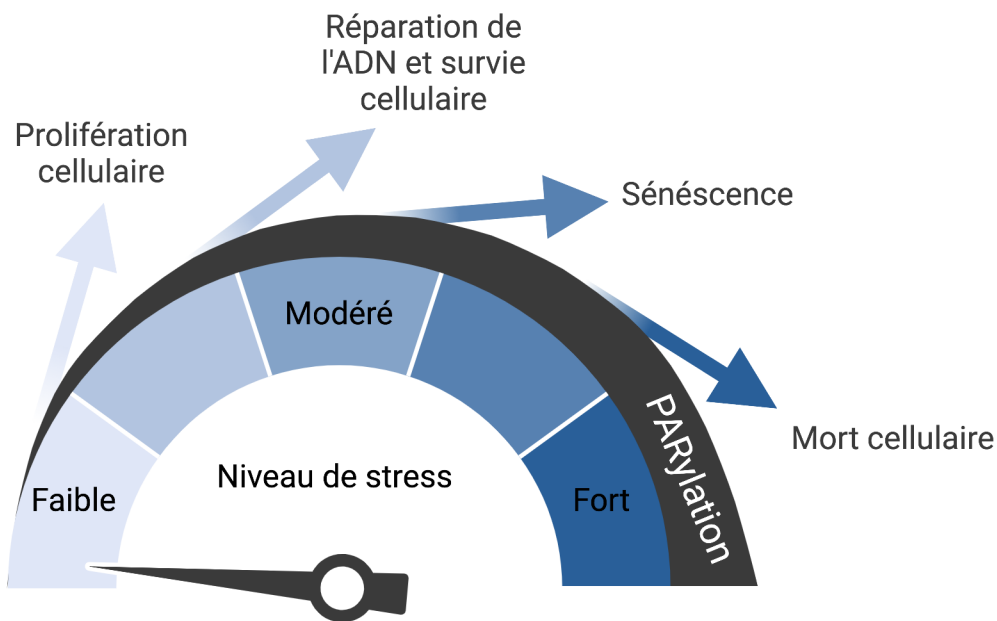 Réparation de
l'ADN et survie
cellulaire
Prolifération
cellulaire
Sénéscence
Modéré
PARylation
Mort cellulaire
Niveau de stress
Faible
Fort